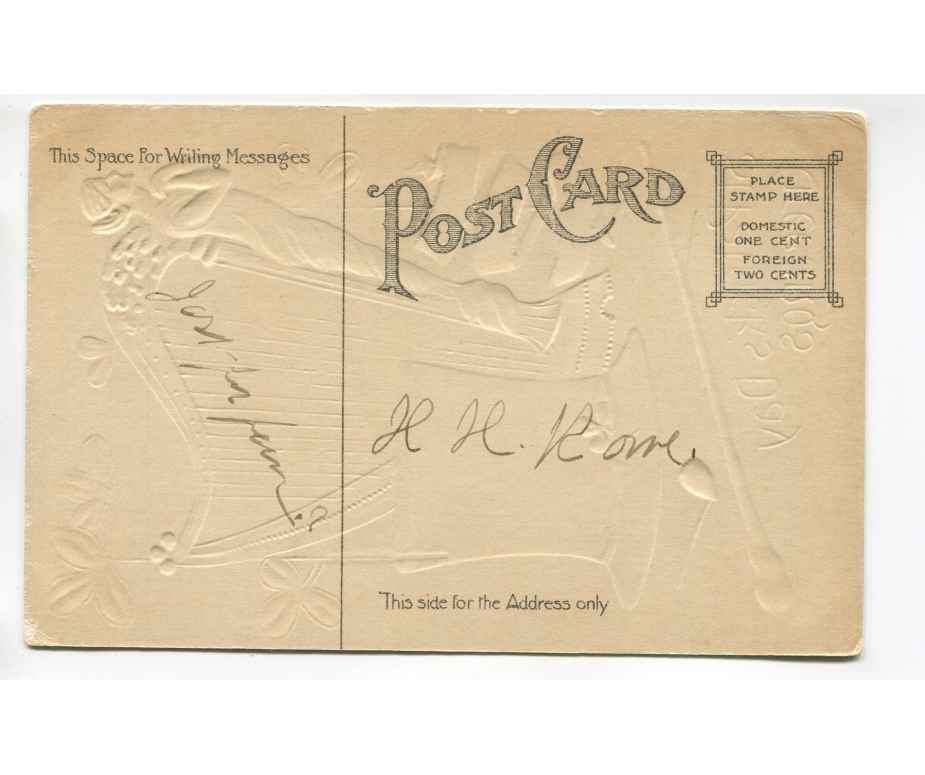 This Space For Writing Messages
POST CARD
PLACE
STAMP HERE
DOMESTIC
ONE CENT
FOREIGN
TWO CENTS
H. H. Rowe.
This side for the Address only